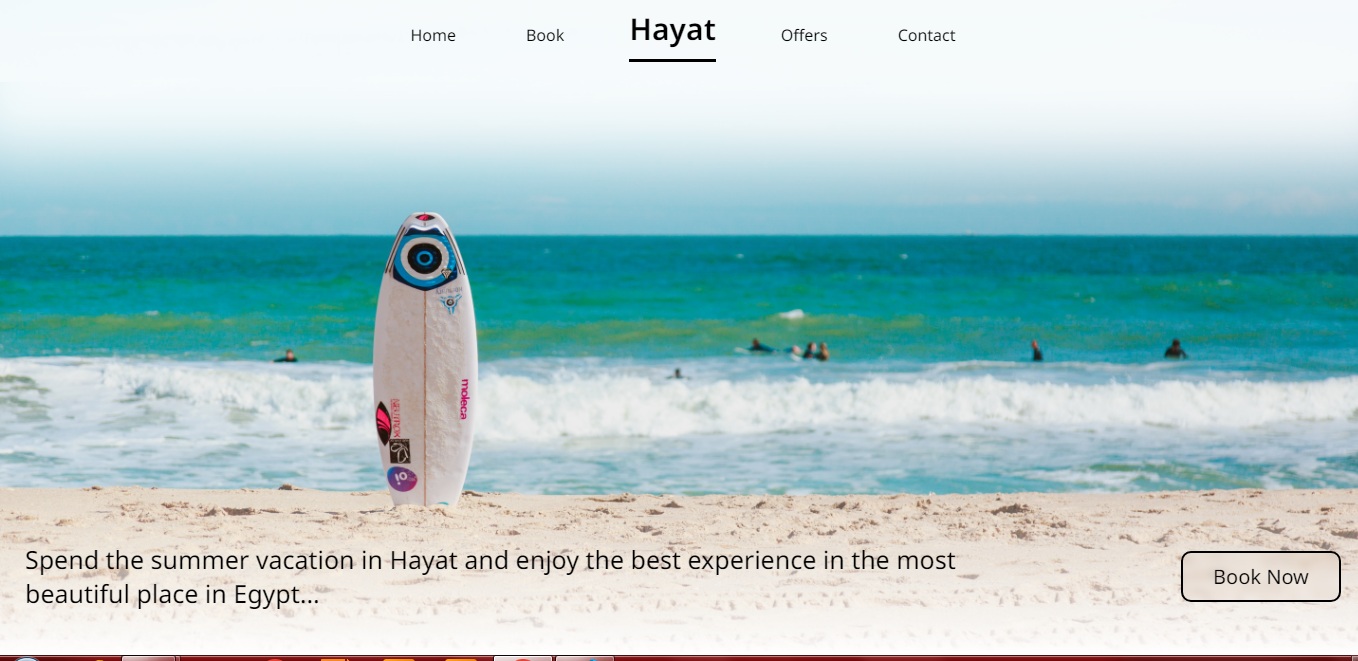 Home Book Hayat Offers Contact
moleca
Spend the summer vacation in Hayat and enjoy the best experience in the most
beautiful place in Egypt...
Book Now